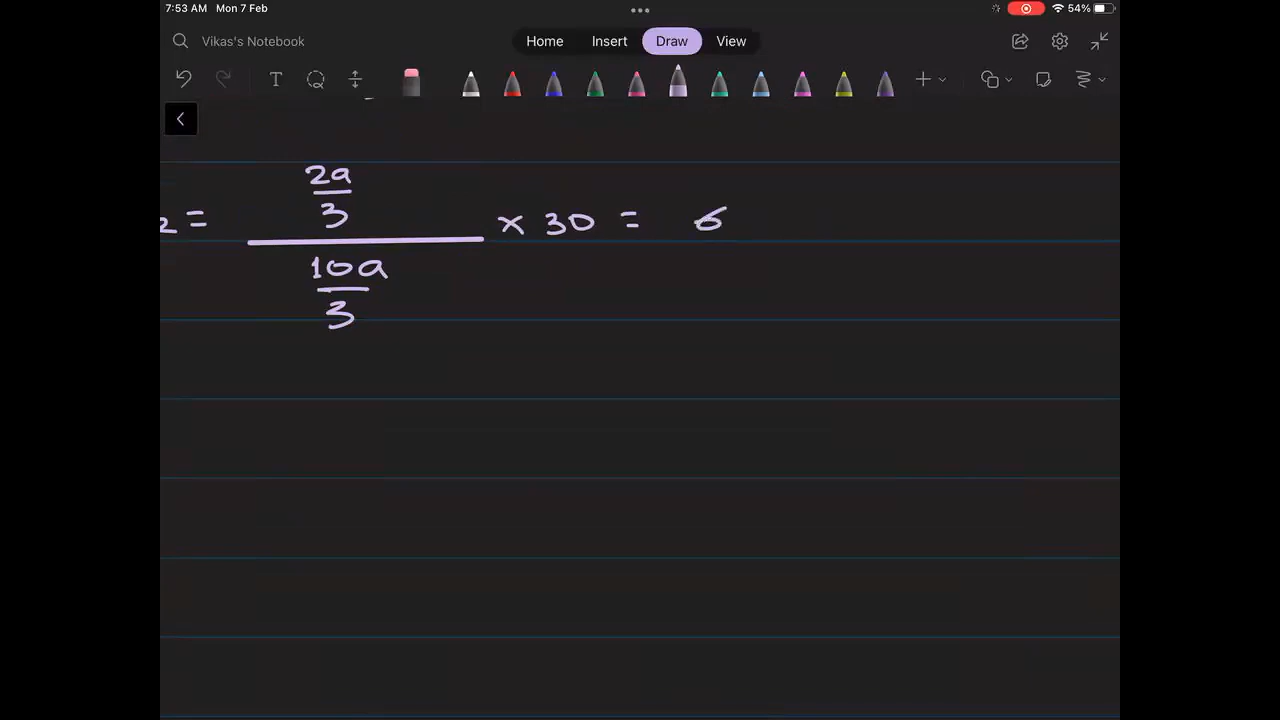 7:53 AM Mon 7 Feb
54%
Vikas's Notebook
Home Insert Draw View
T
2a
3
2 = × 30 = 6
10a
3